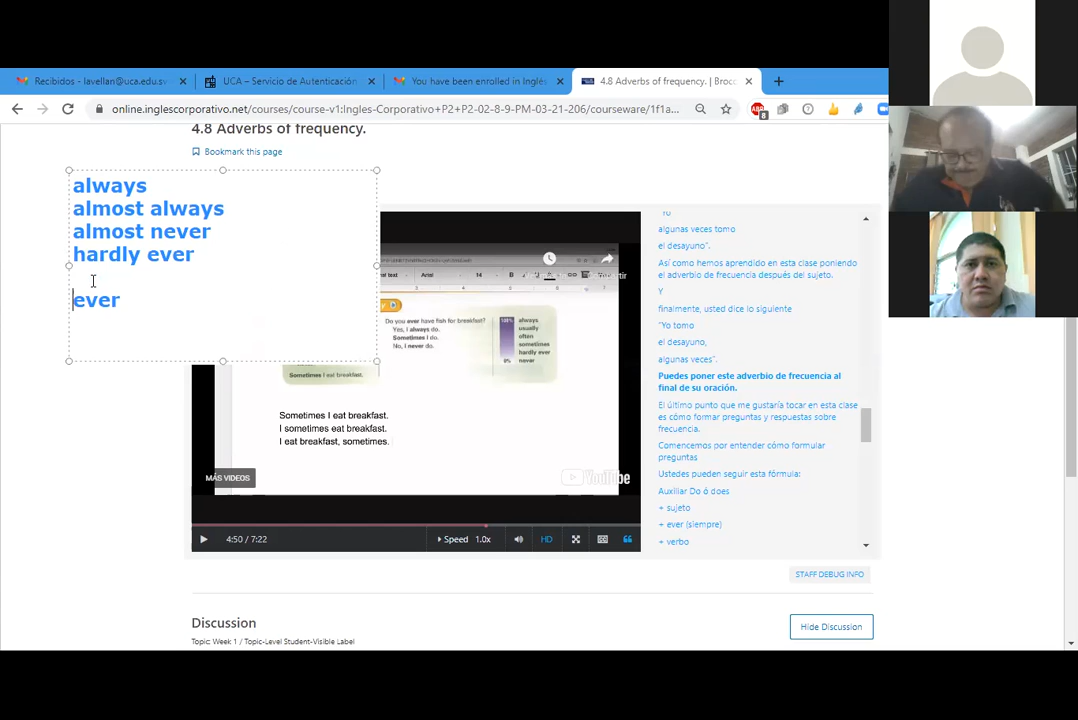 Recibidos - lavellan@uca.edu.sv
UCA – Servicio de Autenticación
You have been enrolled in Inglés
4.8 Adverbs of frequency. | Broco
online.inglescorporativo.net/courses/course-v1:Ingles-Corporativo+P2+P2-02-8-9-PM-03-21-206/courseware/1f1a...
8
4.8 Adverbs of frequency.
Bookmark this page
always
almost always
almost never
hardly ever
ever
Arial
14
Do you ever have fish for breakfast?
Yes, I always do.
Sometimes I do.
No, I never do.
100%
0%
always
usually
often
sometimes
hardly ever
never
Sometimes I eat breakfast.
Sometimes I eat breakfast.
I sometimes eat breakfast.
I eat breakfast, sometimes.
MÁS VIDEOS
YouTube
4:50 / 7:22
Speed 1.0x
HD
"Yo
algunas veces tomo
el desayuno".
Así como hemos aprendido en esta clase poniendo
el adverbio de frecuencia después del sujeto.
Y
finalmente, usted dice lo siguiente
"Yo tomo
el desayuno,
algunas veces".
Puedes poner este adverbio de frecuencia al
final de su oración.
El último punto que me gustaría tocar en esta clase
es cómo formar preguntas y respuestas sobre
frecuencia.
Comencemos por entender cómo formular
preguntas
Ustedes pueden seguir esta fórmula:
Auxiliar Do ó does
+ sujeto
+ ever (siempre)
+ verbo
STAFF DEBUG INFO
Discussion
Topic: Week 1 / Topic-Level Student-Visible Label
Hide Discussion